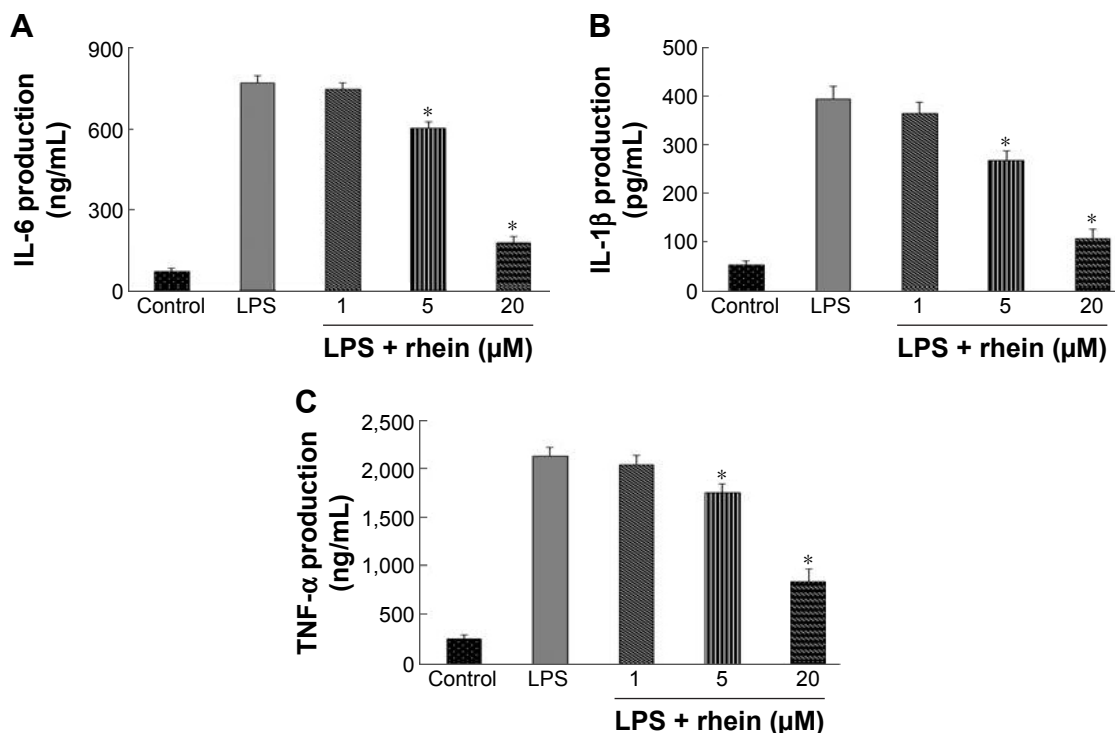 A
IL-6 production
(ng/mL)
900
600
300
0
*
*
Control
LPS
1
5
20
LPS + rhein (µM)
B
IL-1β production
(pg/mL)
500
400
300
200
100
0
*
*
Control
LPS
1
5
20
LPS + rhein (µM)
C
TNF-α production
(ng/mL)
2,500
2,000
1,500
1,000
500
0
*
*
Control
LPS
1
5
20
LPS + rhein (µM)